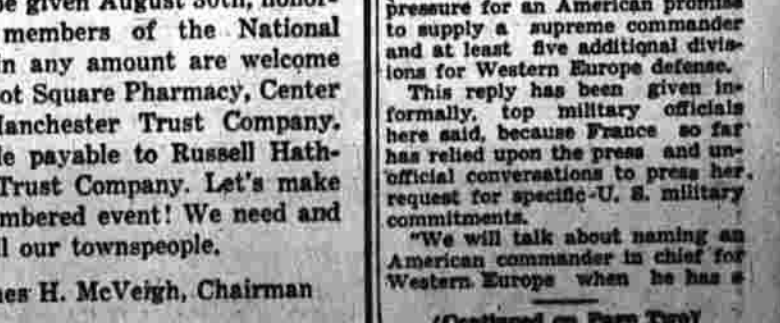 be given August 30th, honor-
members of the National
n any amount are welcome
ot Square Pharmacy, Center
Manchester Trust Company.
le payable to Russell Hath-
Trust Company. Let's make
mbered event! We need and
l our townspeople.
H. McVeigh, Chairman
pressure for an American promise
to supply a supreme commander
and at least five additional divis-
ions for Western Europe defense.
This reply has been given in-
formally, top military officials
here said, because France so far
has relied upon the press and un-
official conversations to press her
request for specific U. S. military
commitments.
"We will talk about naming an
American commander in chief for
Western Europe when he has a
(Continued on Page Two)